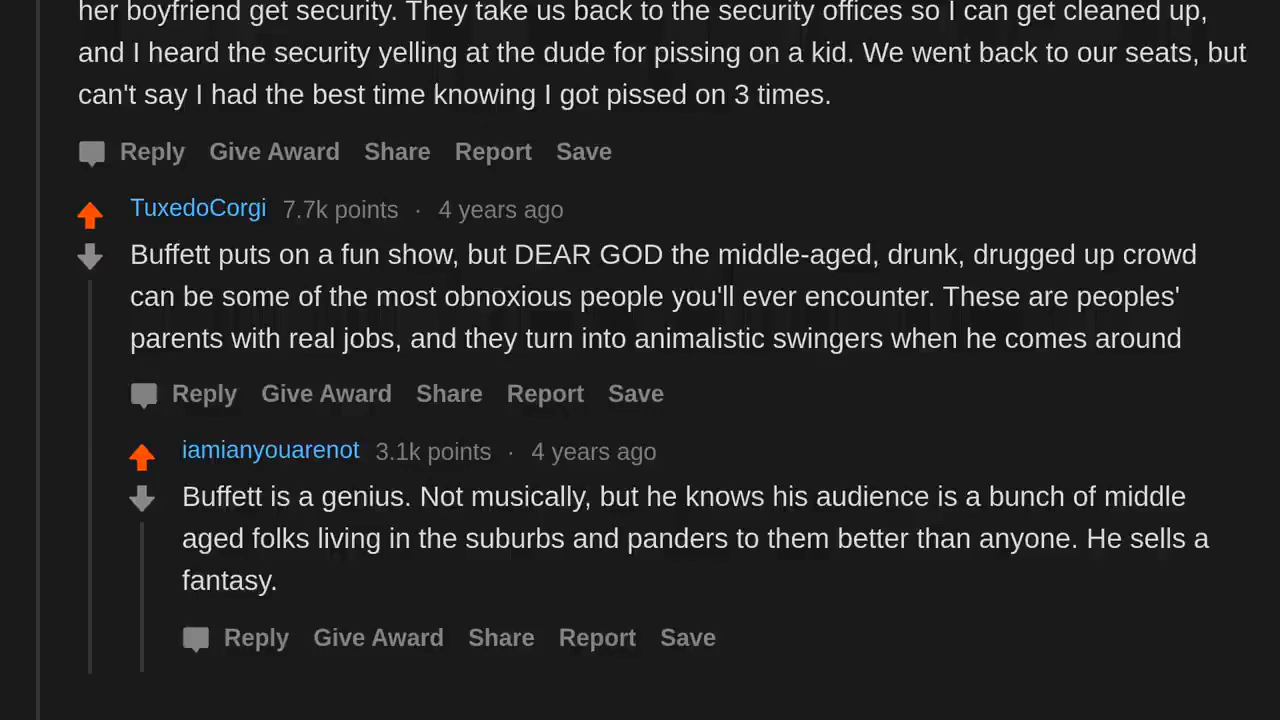 her boyfriend get security. They take us back to the security offices so I can get cleaned up,
and I heard the security yelling at the dude for pissing on a kid. We went back to our seats, but
can't say I had the best time knowing I got pissed on 3 times.
Reply Give Award Share Report Save
TuxedoCorgi 7.7k points · 4 years ago
Buffett puts on a fun show, but DEAR GOD the middle-aged, drunk, drugged up crowd
can be some of the most obnoxious people you'll ever encounter. These are peoples'
parents with real jobs, and they turn into animalistic swingers when he comes around
Reply Give Award Share Report Save
iamianyouarenot 3.1k points · 4 years ago
Buffett is a genius. Not musically, but he knows his audience is a bunch of middle
aged folks living in the suburbs and panders to them better than anyone. He sells a
fantasy.
Reply Give Award Share Report Save